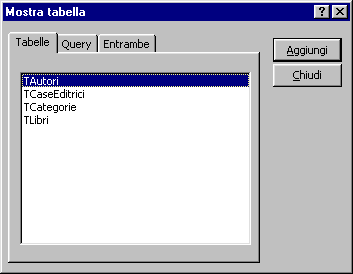 Mostra tabella
Tabelle Query Entrambe
Aggiungi
Chiudi
TAutori
TCaseEditrici
TCategorie
TLibri